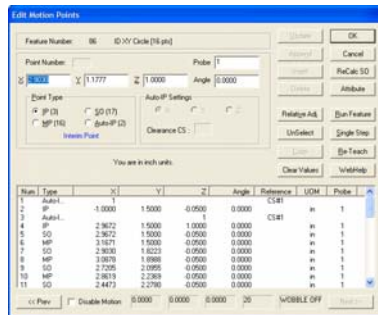 Edit Motion Points
Feature Number: 86 ID XY Circle [16 pts]
Update OK
Append Cancel
Point Number: Probe 1
Insert ReCalc SO
X Y 1.1777 Z 1.0000 Angle 0.0000
Delete Attribute
Point Type Auto-IP Settings
IP (3) SO (17)
MP (16) Auto-IP (2)
Relative Adj. Run Feature
Interim Point Clearance CS :
UnSelect Single Step
Re-Teach
You are in inch units.
Clear Values WebHelp
Num Type X Y Z Angle Reference UOM Probe
1 Auto-I... 1 CS#1
2 IP -1.0000 1.5000 -0.0500 0.0000 in 1
3 Auto-I... 1 CS#1
4 IP 2.9672 1.5000 1.0000 0.0000 in 1
5 SO 2.9672 1.5000 -0.0500 0.0000 in 1
6 MP 3.1671 1.5000 -0.0500 0.0000 in 1
7 SO 2.9030 1.8223 -0.0500 0.0000 in 1
8 MP 3.0878 1.8988 -0.0500 0.0000 in 1
9 SO 2.7205 2.0955 -0.0500 0.0000 in 1
10 MP 2.8619 2.2369 -0.0500 0.0000 in 1
11 SO 2.4473 2.2780 -0.0500 0.0000 in 1
<< Prev Disable Motion 0.0000 0.0000 0.0000 20 WOBBLE OFF Next >>